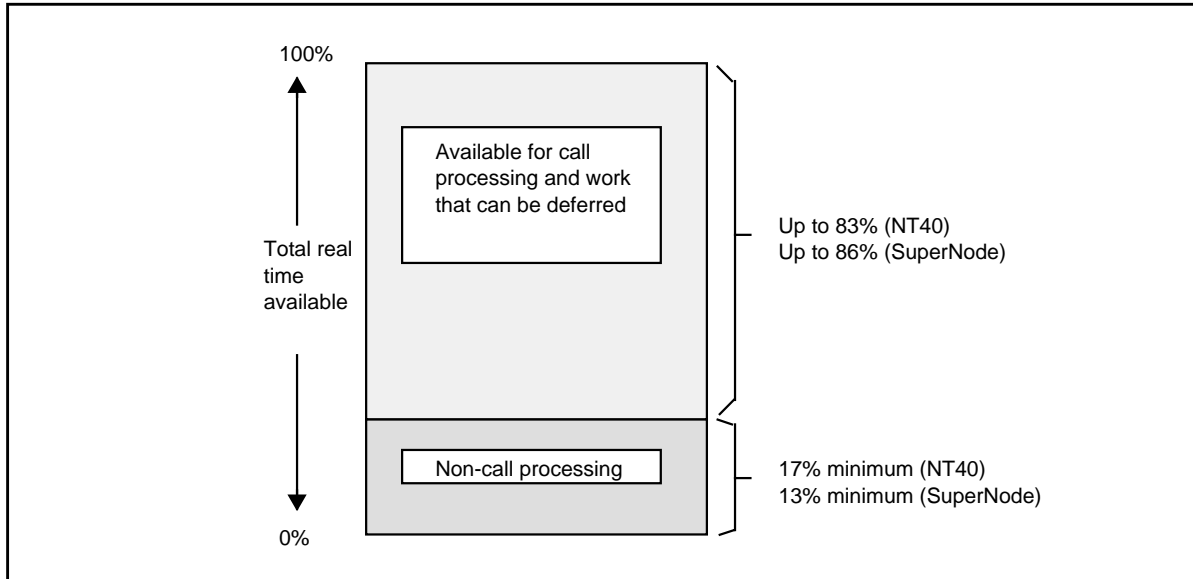 100%
Available for call
processing and work
that can be deferred
Up to 83% (NT40)
Up to 86% (SuperNode)
Total real
time
available
Non-call processing
17% minimum (NT40)
13% minimum (SuperNode)
0%